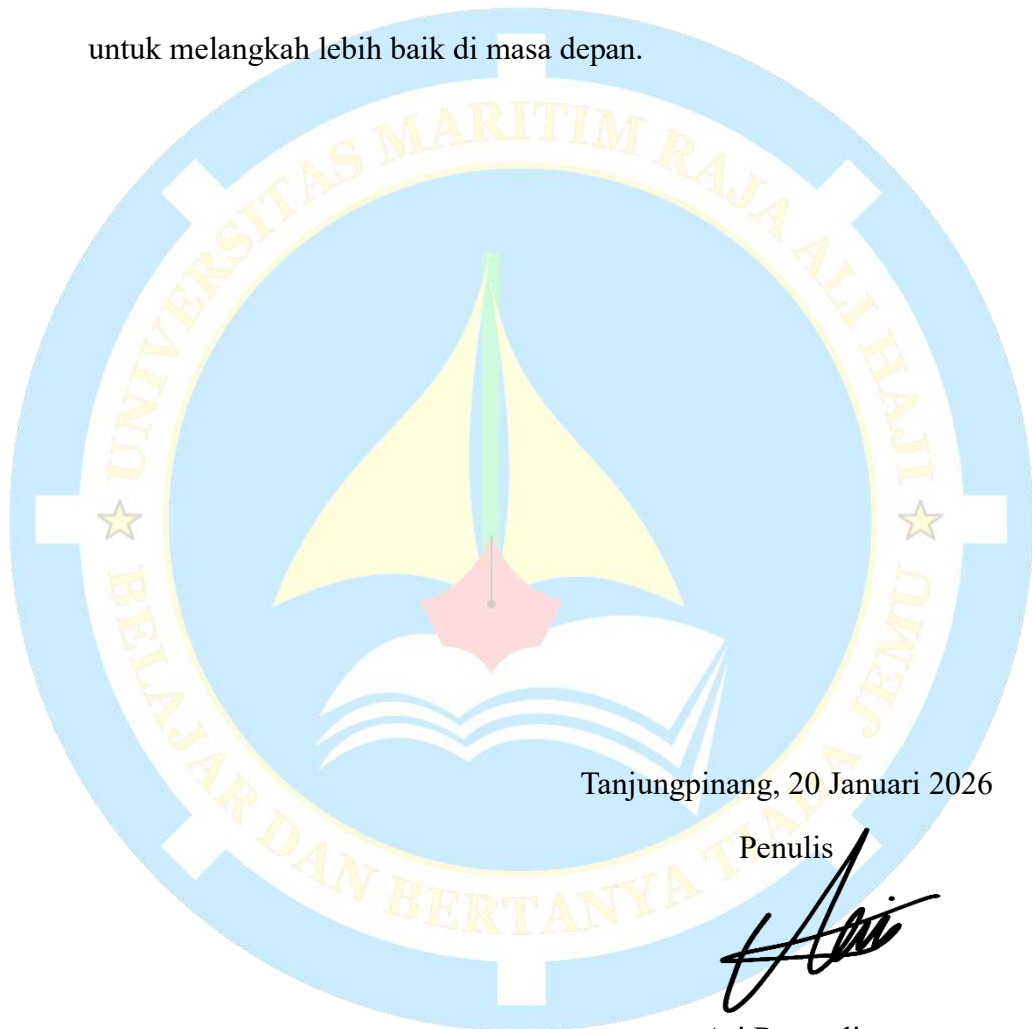 untuk melangkah lebih baik di masa depan.
UNIVERSITAS MARITIM RAJA ALI HAJI
BELAJAR DAN BERTANYA TIADA JEMU
Tanjungpinang, 20 Januari 2026
Penulis